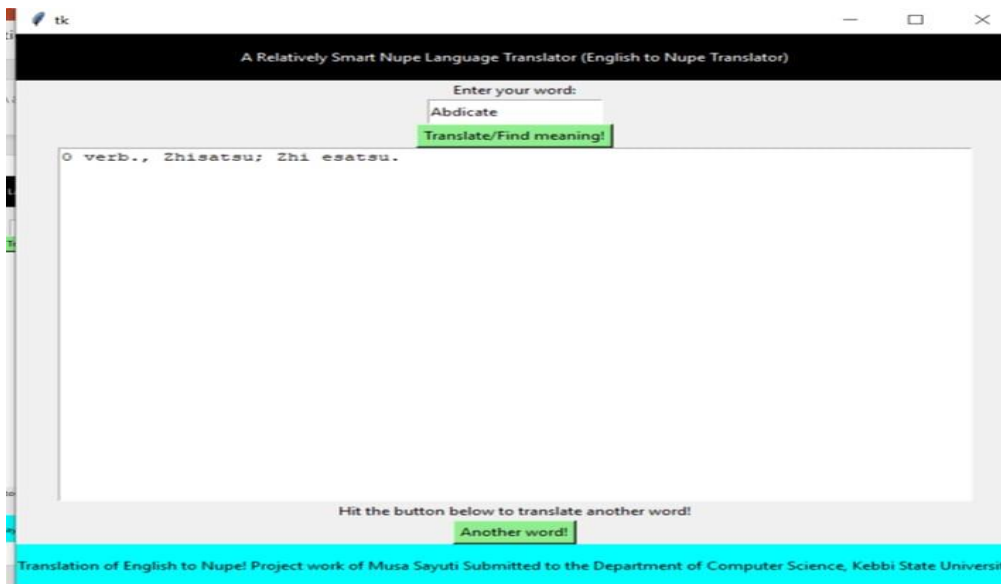 tk
A Relatively Smart Nupe Language Translator (English to Nupe Translator)
Enter your word:
Abdicate
Translate/Find meaning!
0 verb., Zhisatsu; Zhi esatsu.
Hit the button below to translate another word!
Another word!
Translation of English to Nupe! Project work of Musa Sayuti Submitted to the Department of Computer Science, Kebbi State Universi